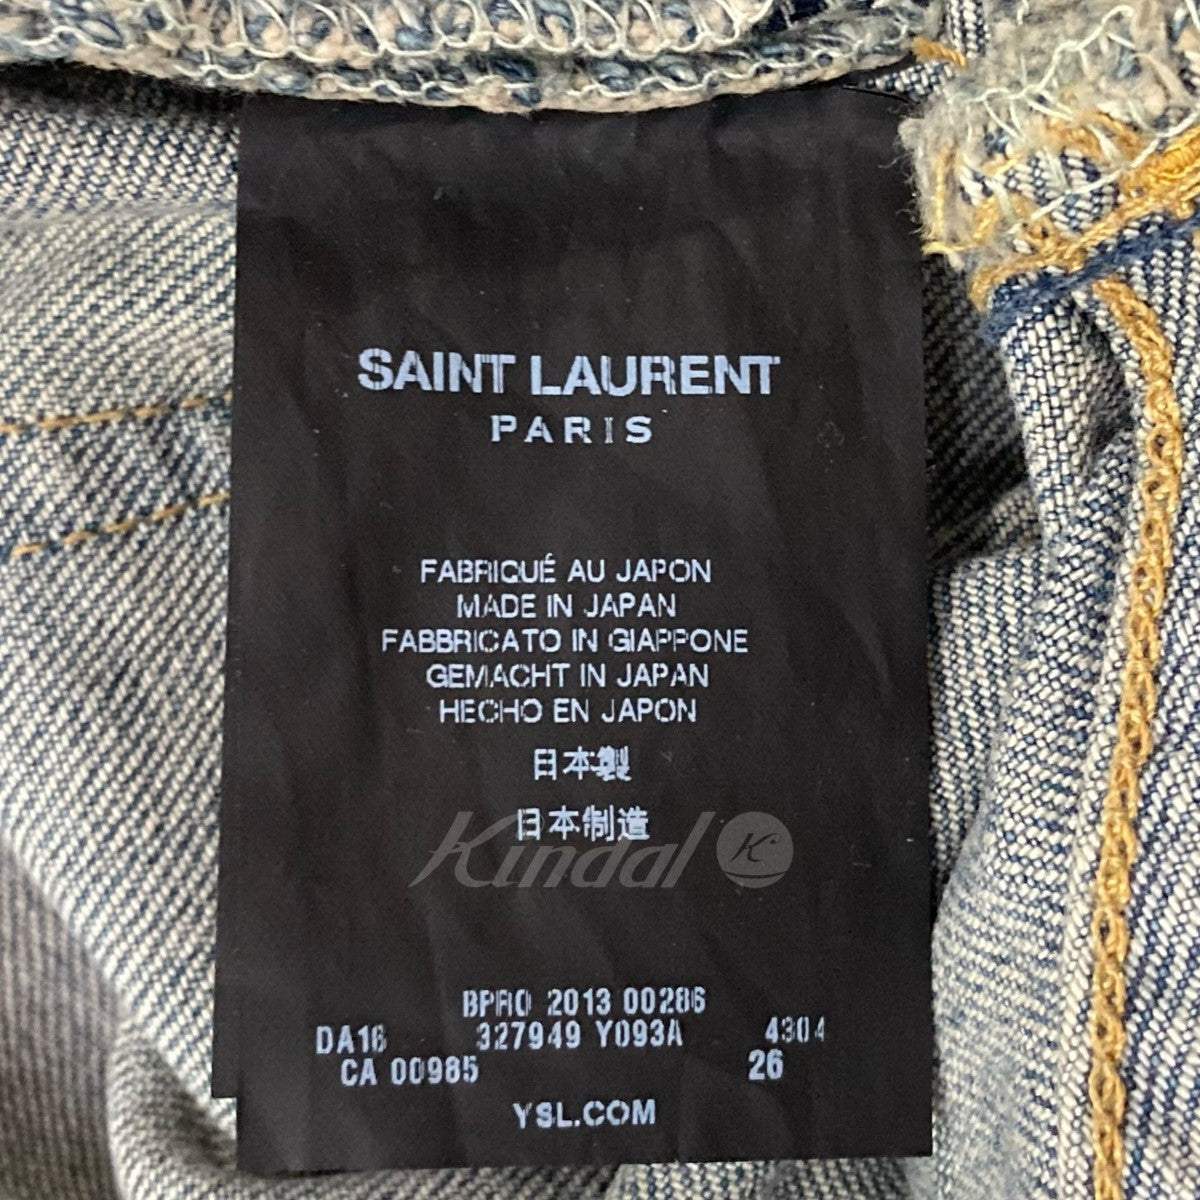 SAINT LAURENT
PARIS
FABRIQUÉ AU JAPON
MADE IN JAPAN
FABBRICATO IN GIAPPONE
GEMACHT IN JAPAN
HECHO EN JAPON
日本製
日本制造
Kindal K
BPRO 2013 00286
DA16 327949 Y093A 4304
CA 00985 26
YSL.COM